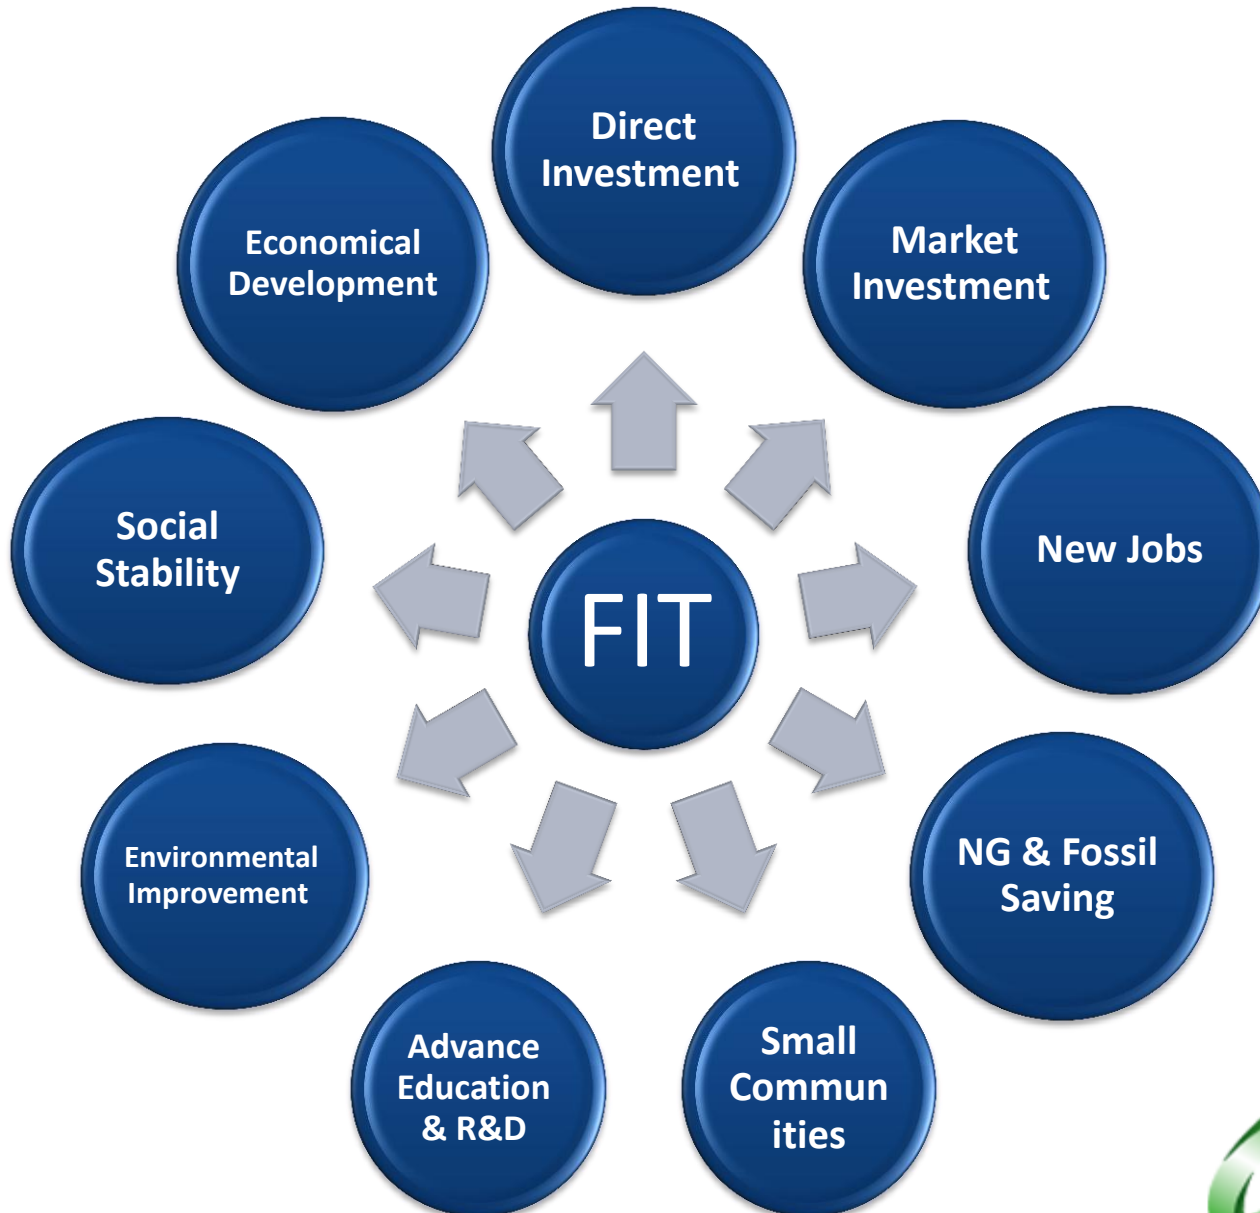 Direct
Investment
Market
Investment
New Jobs
NG & Fossil
Saving
Small
Commun
ities
Advance
Education
& R&D
Environmental
Improvement
Social
Stability
Economical
Development
FIT